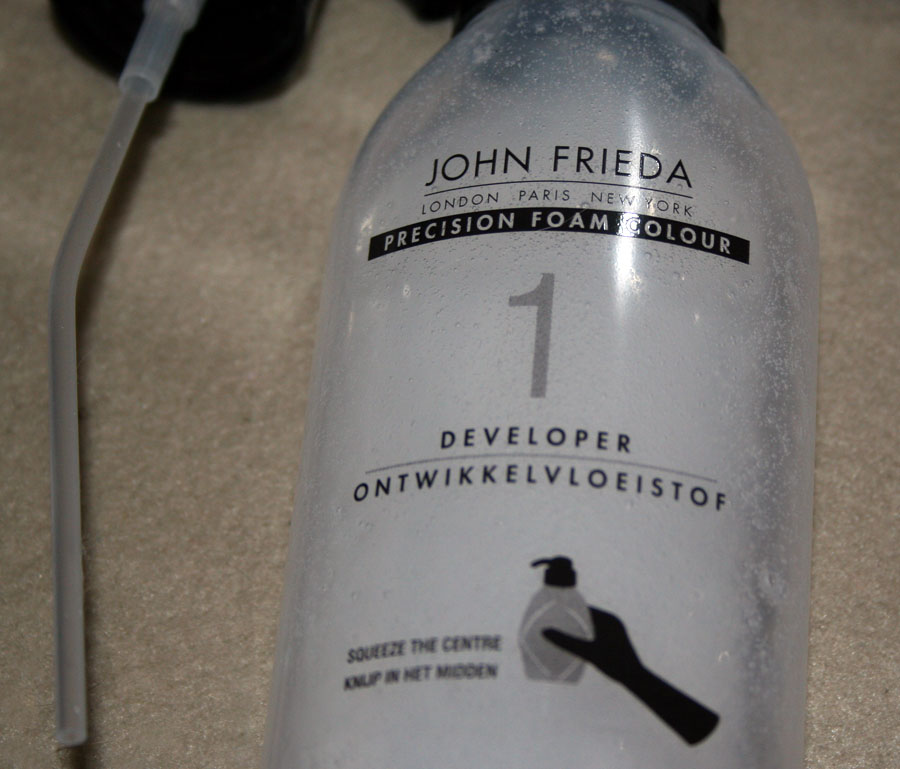 JOHN FRIEDA
LONDON PARIS NEW YORK
PRECISION FOAM COLOUR
1
DEVELOPER
ONTWIKKELVLOEISTOF
SQUEEZE THE CENTRE
KNIJP IN HET MIDDEN